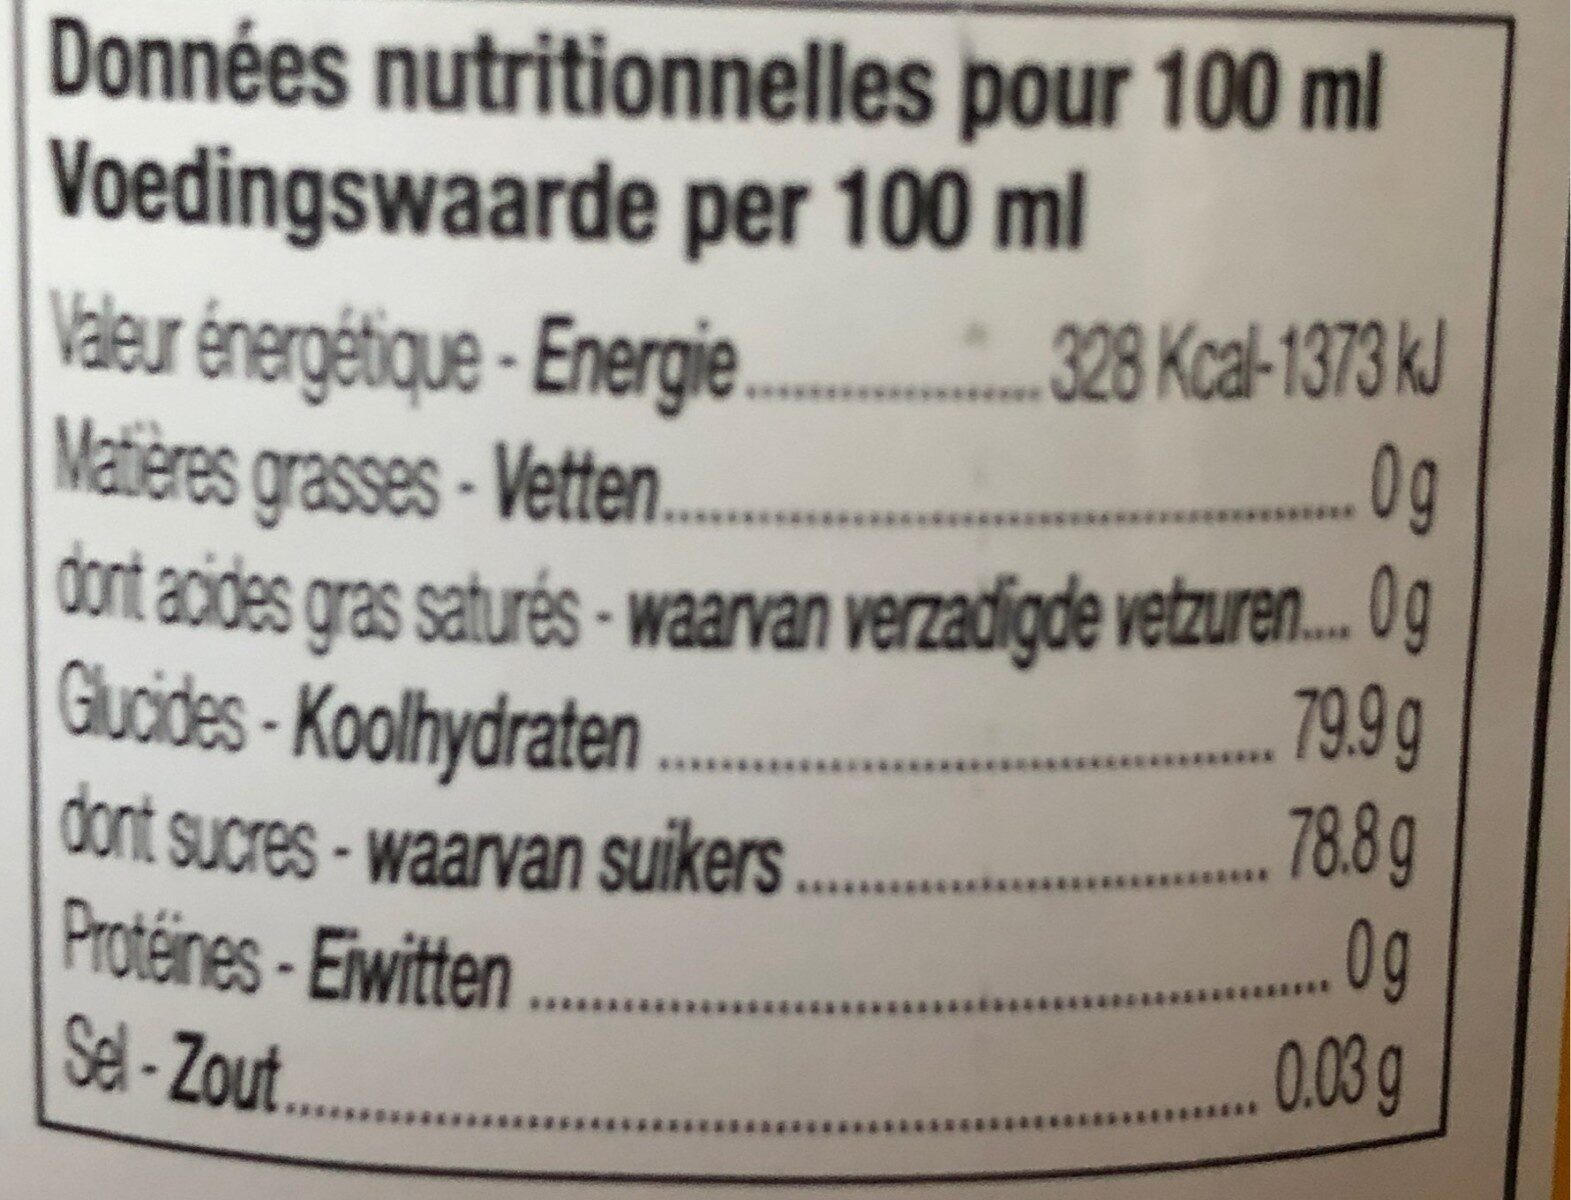 Données nutritionnelles pour 100 ml
Voedingswaarde per 100 ml
Valeur énergétique - Energie................328 Kcal-1373 kJ
Matières grasses - Vetten................ 0 g
dont acides gras saturés - waarvan verzadigde vetzuren.... 0 g
Glucides - Koolhydraten ................ 79.9 g
dont sucres - waarvan suikers ................ 78.8 g
Protéines - Eiwitten ................ 0 g
Sel - Zout................ 0.03 g